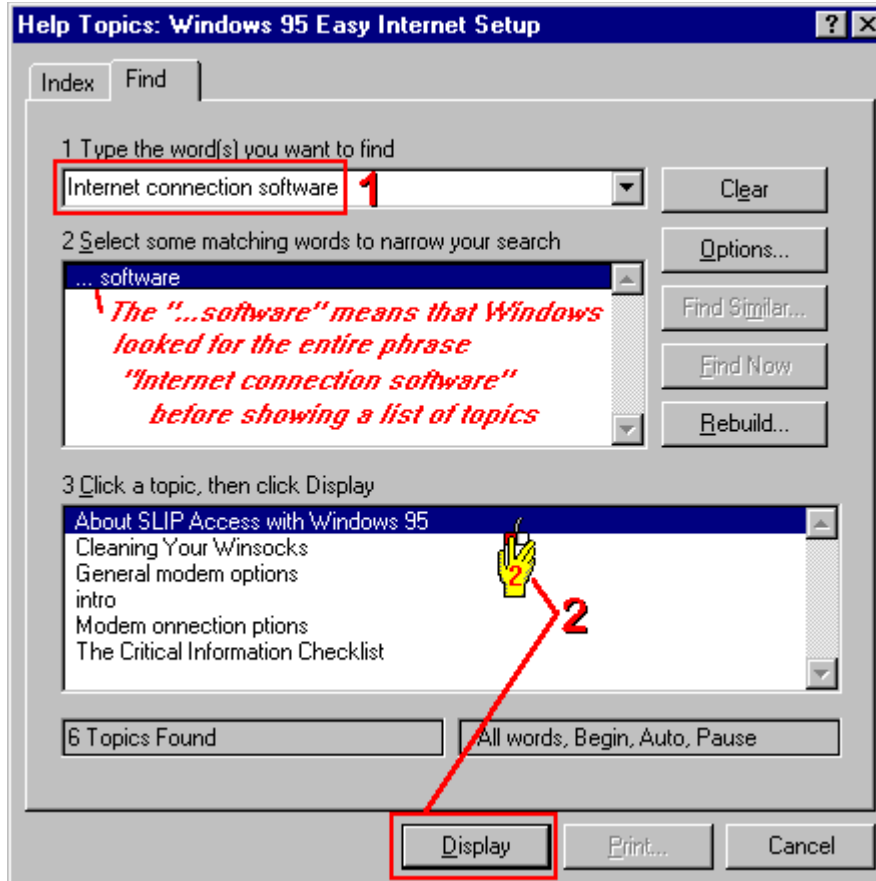 Help Topics: Windows 95 Easy Internet Setup
Index
Find
1 Type the word(s) you want to find
Internet connection software
1
Clear
2 Select some matching words to narrow your search
Options...
... software
The "...software" means that Windows
looked for the entire phrase
"Internet connection software"
before showing a list of topics
Find Similar...
Find Now
Rebuild...
3 Click a topic, then click Display
About SLIP Access with Windows 95
Cleaning Your Winsocks
General modem options
intro
Modem onnection ptions
The Critical Information Checklist
2
2
6 Topics Found
All words, Begin, Auto, Pause
Display
Print...
Cancel